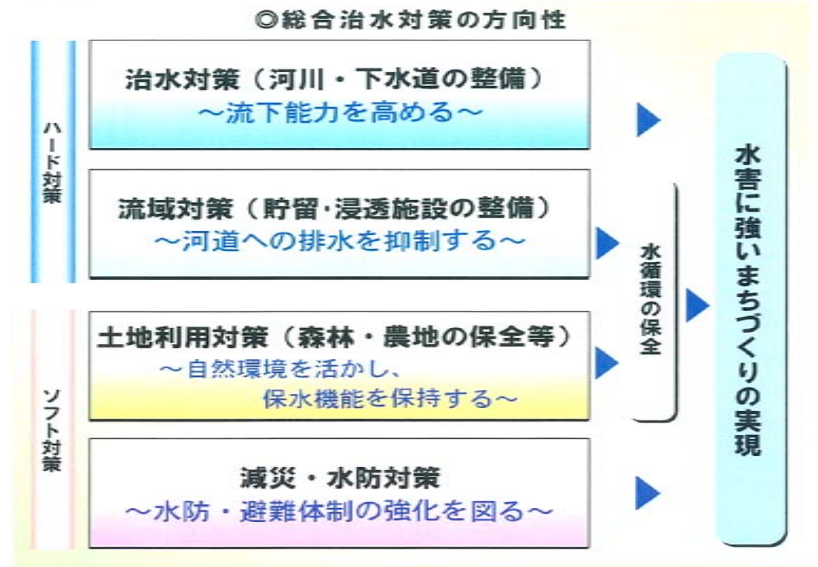 ◎総合治水対策の方向性
ハード対策
治水対策（河川・下水道の整備）
～流下能力を高める～
流域対策（貯留・浸透施設の整備）
～河道への排水を抑制する～
ソフト対策
土地利用対策（森林・農地の保全等）
～自然環境を活かし、
保水機能を保持する～
減災・水防対策
～水防・避難体制の強化を図る～
水循環の保全
水害に強いまちづくりの実現